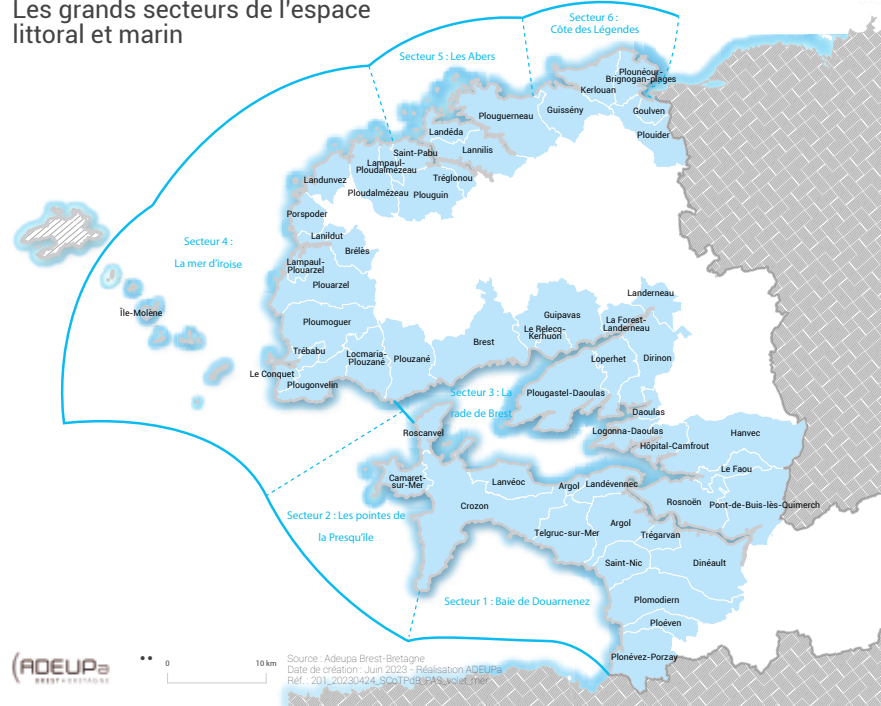 Les grands secteurs de l'espace
littoral et marin
Secteur 6 :
Côte des Légendes
Secteur 5 : Les Abers
Plounéour-
Brignogan-plages
Kerlouan
Goulven
Guissény
Plouguerneau
Plouider
Landéda
Saint-Pabu
Lannilis
Lampaul-
Ploudalmézeau
Tréglonou
Landunvez
Ploudalmézeau
Plouguin
Porspoder
Lanildut
Brélès
Secteur 4 :
La mer d'iroise
Lampaul-
Plouarzel
Plouarzel
Île-Molène
Ploumoguer
Landerneau
Guipavas
La Forest-
Landerneau
Le Relecq-
Kerhuon
Brest
Trébabu
Locmaria-
Plouzané
Plouzané
Loperhet
Dirinon
Le Conquet
Plougonvelin
Secteur 3 : La
rade de Brest
Plougastel-Daoulas
Daoulas
Roscanvel
Logonna-Daoulas
Hanvec
Hôpital-Camfrout
Le Faou
Camaret-
sur-Mer
Lanvéoc
Argol
Landévennec
Crozon
Rosnoën
Pont-de-Buis-lès-Quimerch
Secteur 2 : Les pointes de
la Presqu'île
Argol
Telgruc-sur-Mer
Trégarvan
Saint-Nic
Dinéault
Secteur 1 : Baie de Douarnenez
Plomodiern
Ploéven
Plonévez-Porzay
ADEUPa
BREST • BRETAGNE
0
10 km
Source : Adeupa Brest-Bretagne
Date de création : Juin 2023 - Réalisation ADEUPa
Réf. : 201_20230424_SCoTPdB_PAS_volet_mer